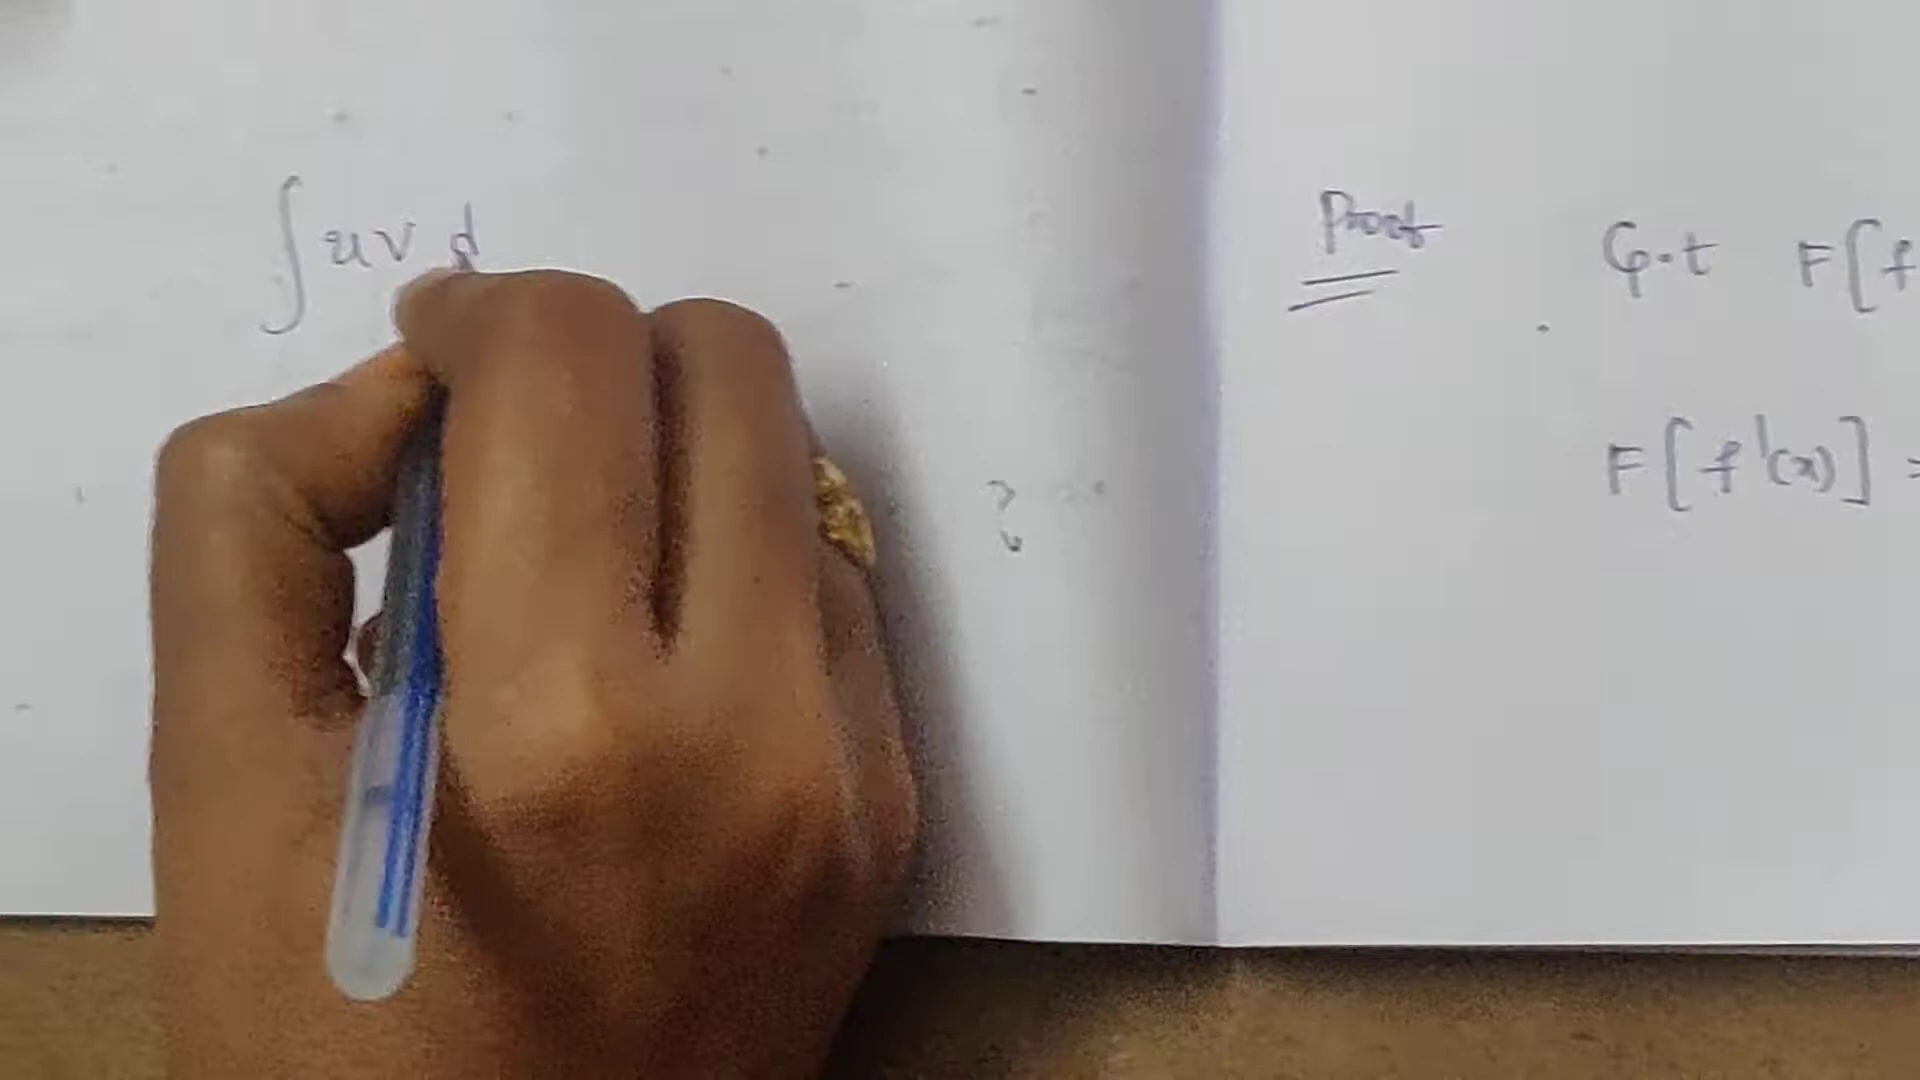 ∫uv d
Proof
G.t F[f
F[f'(x)] =